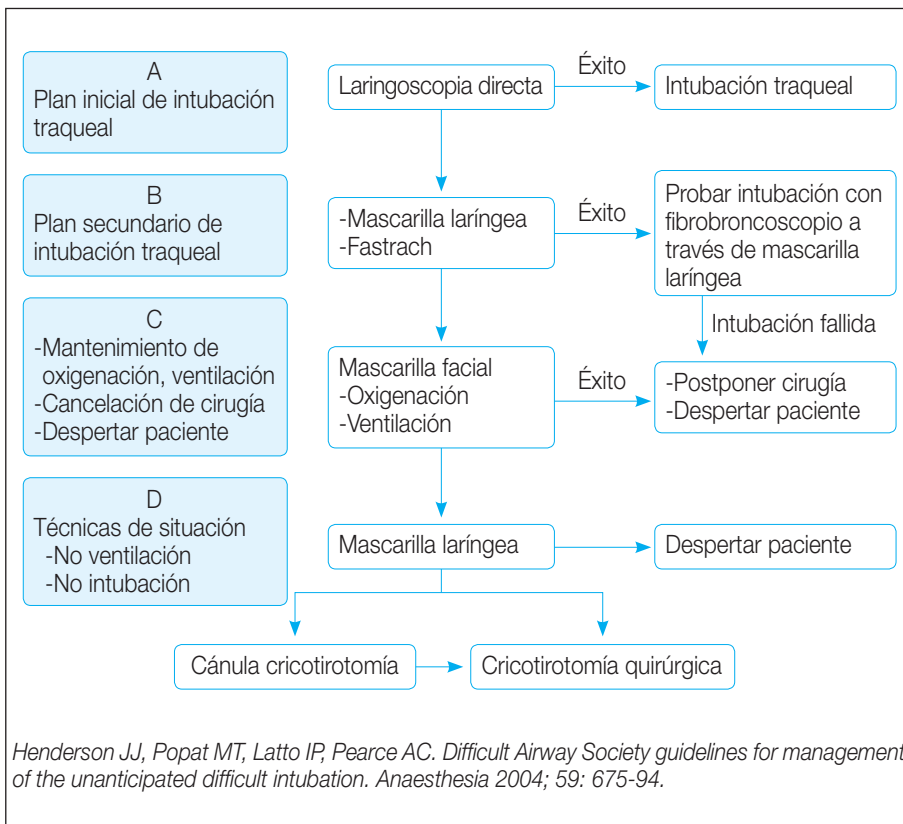 A
Plan inicial de intubación
traqueal
Laringoscopia directa
Éxito
Intubación traqueal
B
Plan secundario de
intubación traqueal
-Mascarilla laríngea
-Fastrach
Éxito
Probar intubación con
fibrobroncoscopio a
través de mascarilla
laríngea
Intubación fallida
C
-Mantenimiento de
oxigenación, ventilación
-Cancelación de cirugía
-Despertar paciente
Mascarilla facial
-Oxigenación
-Ventilación
Éxito
-Postponer cirugía
-Despertar paciente
D
Técnicas de situación
-No ventilación
-No intubación
Mascarilla laríngea
Despertar paciente
Cánula cricotirotomía
Cricotirotomía quirúrgica
Henderson JJ, Popat MT, Latto IP, Pearce AC. Difficult Airway Society guidelines for management
of the unanticipated difficult intubation. Anaesthesia 2004; 59: 675-94.